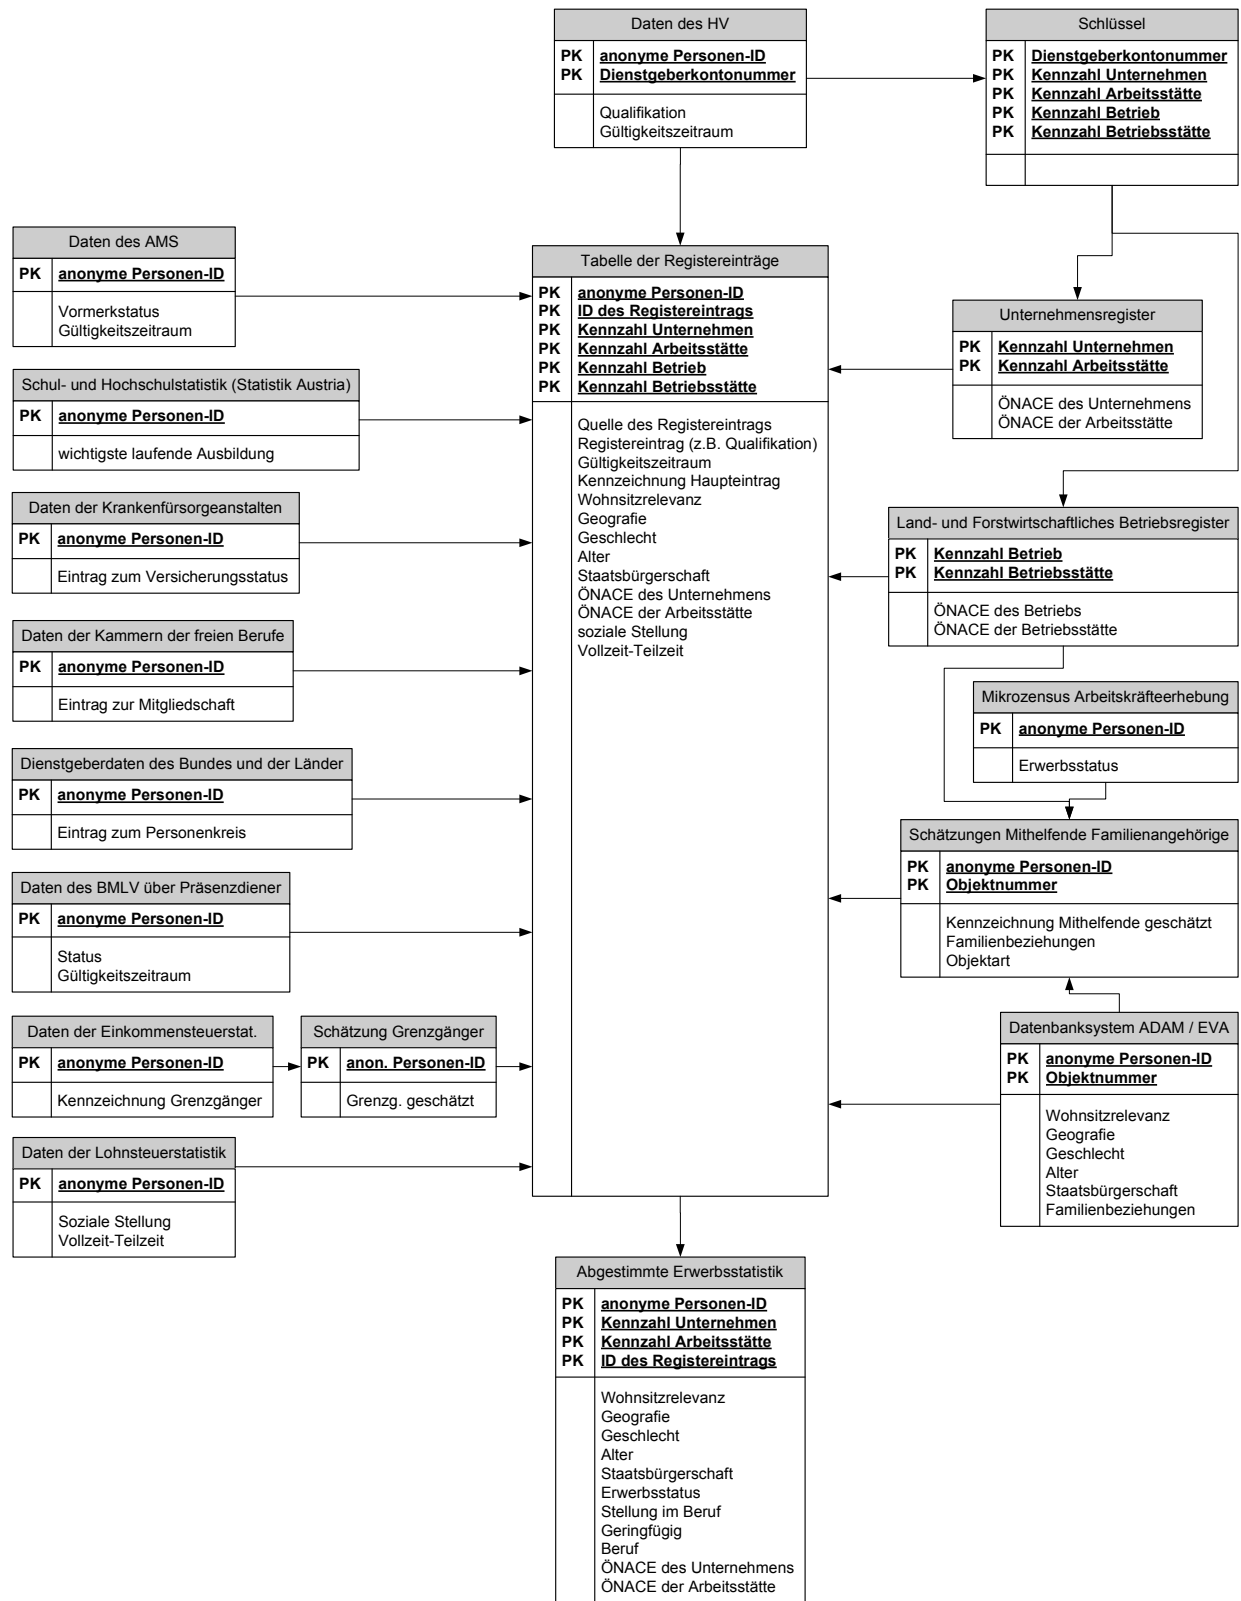 Daten des HV
PK anonyme Personen-ID
PK Dienstgeberkontonummer
Qualifikation
Gültigkeitszeitraum
Schlüssel
PK Dienstgeberkontonummer
PK Kennzahl Unternehmen
PK Kennzahl Arbeitsstätte
PK Kennzahl Betrieb
PK Kennzahl Betriebsstätte
Daten des AMS
PK anonyme Personen-ID
Vormerkstatus
Gültigkeitszeitraum
Schul- und Hochschulstatistik (Statistik Austria)
PK anonyme Personen-ID
wichtigste laufende Ausbildung
Daten der Krankenfürsorgeanstalten
PK anonyme Personen-ID
Eintrag zum Versicherungsstatus
Daten der Kammern der freien Berufe
PK anonyme Personen-ID
Eintrag zur Mitgliedschaft
Dienstgeberdaten des Bundes und der Länder
PK anonyme Personen-ID
Eintrag zum Personenkreis
Daten des BMLV über Präsenzdiener
PK anonyme Personen-ID
Status
Gültigkeitszeitraum
Daten der Einkommensteuerstat.
PK anonyme Personen-ID
Kennzeichnung Grenzgänger
Schätzung Grenzgänger
PK anon. Personen-ID
Grenzg. geschätzt
Daten der Lohnsteuerstatistik
PK anonyme Personen-ID
Soziale Stellung
Vollzeit-Teilzeit
Tabelle der Registereinträge
PK anonyme Personen-ID
PK ID des Registereintrags
PK Kennzahl Unternehmen
PK Kennzahl Arbeitsstätte
PK Kennzahl Betrieb
PK Kennzahl Betriebsstätte
Quelle des Registereintrags
Registereintrag (z.B. Qualifikation)
Gültigkeitszeitraum
Kennzeichnung Haupteintrag
Wohnsitzrelevanz
Geografie
Geschlecht
Alter
Staatsbürgerschaft
ÖNACE des Unternehmens
ÖNACE der Arbeitsstätte
soziale Stellung
Vollzeit-Teilzeit
Unternehmensregister
PK Kennzahl Unternehmen
PK Kennzahl Arbeitsstätte
ÖNACE des Unternehmens
ÖNACE der Arbeitsstätte
Land- und Forstwirtschaftliches Betriebsregister
PK Kennzahl Betrieb
PK Kennzahl Betriebsstätte
ÖNACE des Betriebs
ÖNACE der Betriebsstätte
Mikrozensus Arbeitskräfteerhebung
PK anonyme Personen-ID
Erwerbsstatus
Schätzungen Mithelfende Familienangehörige
PK anonyme Personen-ID
PK Objektnummer
Kennzeichnung Mithelfende geschätzt
Familienbeziehungen
Objektart
Datenbanksystem ADAM / EVA
PK anonyme Personen-ID
PK Objektnummer
Wohnsitzrelevanz
Geografie
Geschlecht
Alter
Staatsbürgerschaft
Familienbeziehungen
Abgestimmte Erwerbsstatistik
PK anonyme Personen-ID
PK Kennzahl Unternehmen
PK Kennzahl Arbeitsstätte
PK ID des Registereintrags
Wohnsitzrelevanz
Geografie
Geschlecht
Alter
Staatsbürgerschaft
Erwerbsstatus
Stellung im Beruf
Geringfügig
Beruf
ÖNACE des Unternehmens
ÖNACE der Arbeitsstätte